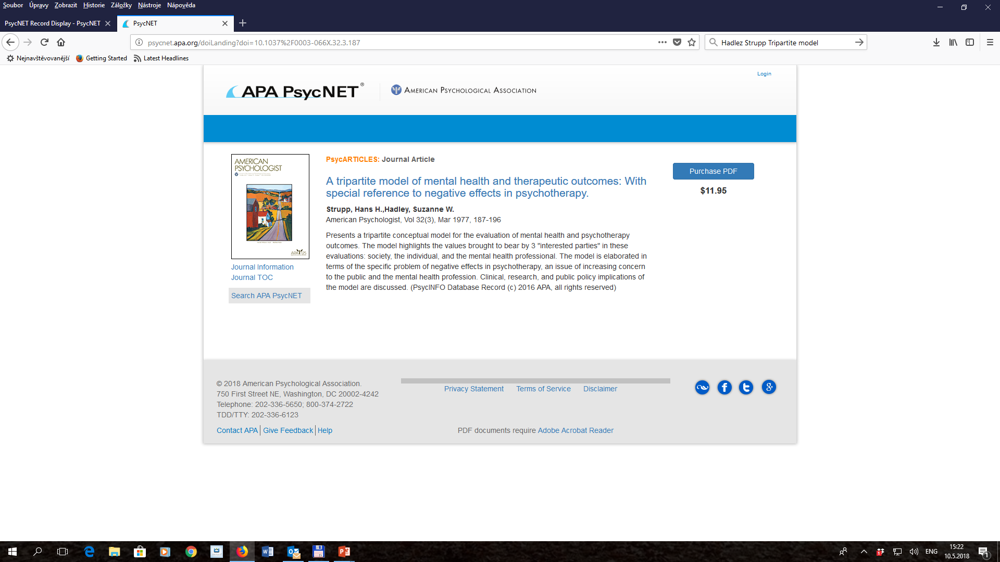 Soubor Úpravy Zobrazit Historie Záložky Nástroje Nápověda
PsycNET Record Display - PsycNET
PsycNET
psycnet.apa.org/doiLanding?doi=10.1037%2F0003-066X.32.3.187
Hadlez Strupp Tripartite model
Nejnavštěvovanější Getting Started Latest Headlines
Login
APA PsycNET®
AMERICAN PSYCHOLOGICAL ASSOCIATION
AMERICAN
PSYCHOLOGIST
APA 125
Journal Information
Journal TOC
Search APA PsycNET
PsycARTICLES: Journal Article
A tripartite model of mental health and therapeutic outcomes: With
special reference to negative effects in psychotherapy.
Strupp, Hans H.,Hadley, Suzanne W.
American Psychologist, Vol 32(3), Mar 1977, 187-196
Presents a tripartite conceptual model for the evaluation of mental health and psychotherapy
outcomes. The model highlights the values brought to bear by 3 "interested parties" in these
evaluations: society, the individual, and the mental health professional. The model is elaborated in
terms of the specific problem of negative effects in psychotherapy, an issue of increasing concern
to the public and the mental health profession. Clinical, research, and public policy implications of
the model are discussed. (PsycINFO Database Record (c) 2016 APA, all rights reserved)
Purchase PDF
$11.95
© 2018 American Psychological Association.
750 First Street NE, Washington, DC 20002-4242
Telephone: 202-336-5650; 800-374-2722
TDD/TTY: 202-336-6123
Contact APA Give Feedback Help
Privacy Statement Terms of Service Disclaimer
PDF documents require Adobe Acrobat Reader
ENG
15:22
10.5.2018
1